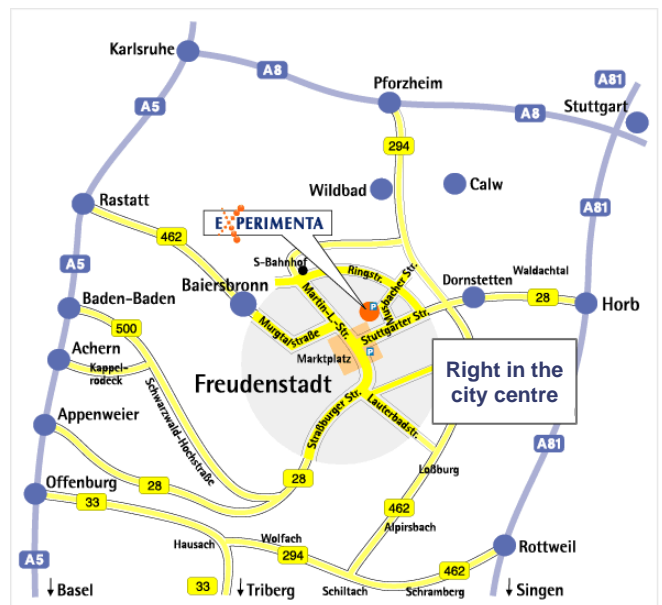 Karlsruhe
A8
A5
Pforzheim
A81
Stuttgart
A8
294
Wildbad
Calw
Rastatt
A81
EXPERIMENTA
462
S-Bahnhof
Ringstr.
Musbacher Str.
A5
Baiersbronn
Dornstetten
Waldachtal
28
Horb
Baden-Baden
Martin-L.-Str.
P
500
Murgtalstraße
Stuttgarter Str.
Achern
Marktplatz
P
Kappel-
rodeck
Freudenstadt
Right in the
city centre
Schwarzwald-Hochstraße
Straßburger Str.
Lauterbadstr.
Appenweier
A81
Loßburg
28
28
Offenburg
33
462
Alpirsbach
Hausach
Wolfach
294
Rottweil
A5
462
Basel
33
Triberg
Schiltach
Schramberg
Singen